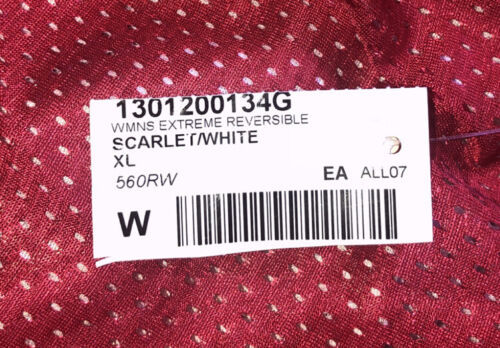 1301200134G
WMNS EXTREME REVERSIBLE
SCARLET/WHITE
XL
560RW EA ALL07
W